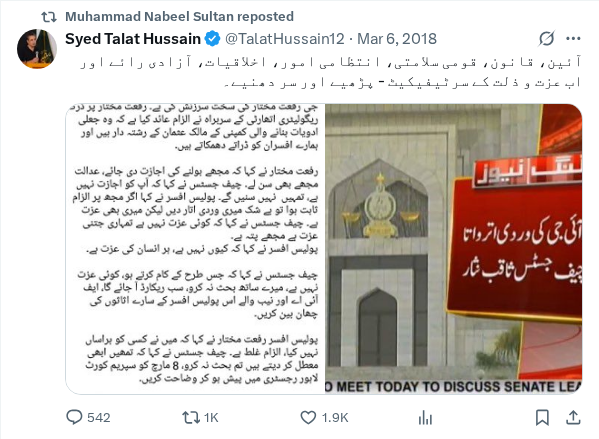 Muhammad Nabeel Sultan reposted
Syed Talat Hussain @TalatHussain12 · Mar 6, 2018
آئین، قانون، قومی سلامتی، انتظامی امور، اخلاقیات، آزادی رائے اور
اب عزت و ذلت کے سرٹیفیکیٹ - پڑھیے اور سر دھنیے۔
جی رفعت مختار کی سخت سرزنش کی ہے۔ رفعت مختار پر
ریگولیٹری اتھارٹی کے سربراہ نے الزام عائد کیا ہے کہ وہ جعلی
ادویات بنانے والی کمپنی کے مالک عثمان کے رشتہ دار ہیں اور
ہمارے افسران کو ڈراتے دھمکاتے ہیں۔
رفعت مختار نے کہا کہ مجھے بولنے کی اجازت دی جائے، عدالت
مجھے بھی سن لے۔ چیف جسٹس نے کہا کہ آپ کو اجازت نہیں
ہے، تمہیں نہیں سنیں گے۔ پولیس افسر نے کہا اگر مجھ پر الزام
ثابت ہوا تو بے شک میری وردی اتار دیں لیکن میری بھی عزت
ہے۔ چیف جسٹس نے کہا کہ کوئی عزت نہیں ہے تمہاری جتنی
عزت ہے مجھے پتہ ہے۔
پولیس افسر نے کہا کہ کیوں نہیں ہے، ہر انسان کی عزت ہے۔
چیف جسٹس نے کہا کہ جس طرح کے کام کرتے ہو، کوئی عزت
نہیں ہے، میرے ساتھ بحث نہ کرو، سب ریکارڈ آ جائے گا، ایف
آئی اے اور نیب والے اس پولیس افسر کے سارے اثاثوں کی
چھان بین کریں۔
پولیس افسر رفعت مختار نے کہا کہ میں نے کسی کو ہراساں
نہیں کیا، الزام غلط ہے۔ چیف جسٹس نے کہا کہ تمھیں ابھی
معطل کر دیتے ہیں تم بحث نہ کرو، 8 مارچ کو سپریم کورٹ
لاہور رجسٹری میں پیش ہو کر وضاحت کریں۔
نیوز
آئی جی کی وردی اتروا تا
چیف جسٹس ثاقب نثار
O MEET TODAY TO DISCUSS SENATE LEA
542 1K 1.9K